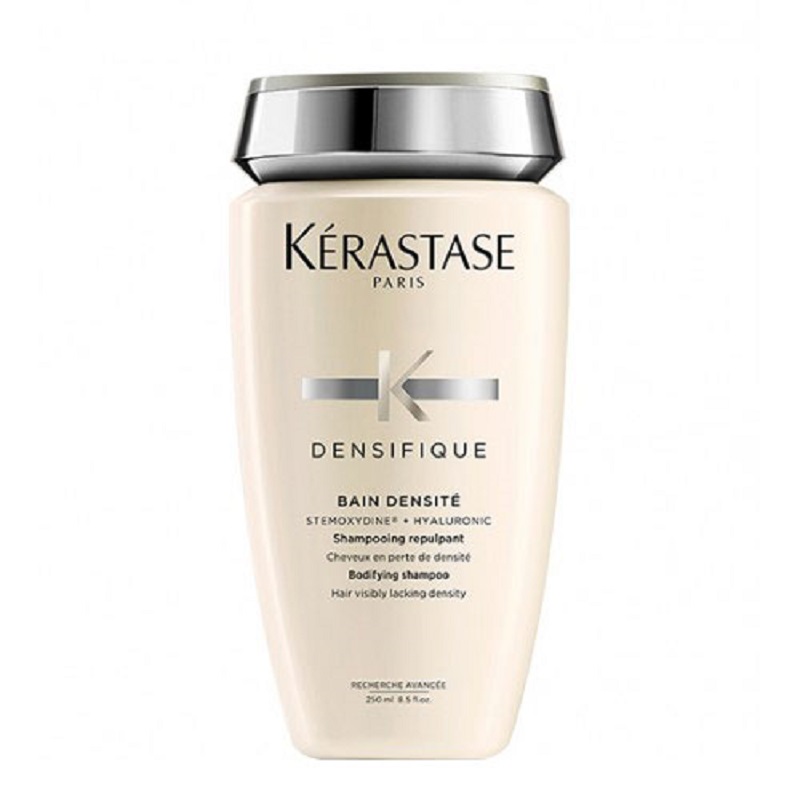 KÉRASTASE
PARIS
K
DENSIFIQUE
BAIN DENSITÉ
STEMOXYDINE® + HYALURONIC
Shampooing repulpant
Cheveux en perte de densité
Bodifying shampoo
Hair visibly lacking density
RECHERCHE AVANCÉE
250 ml 8.5 fl.oz.